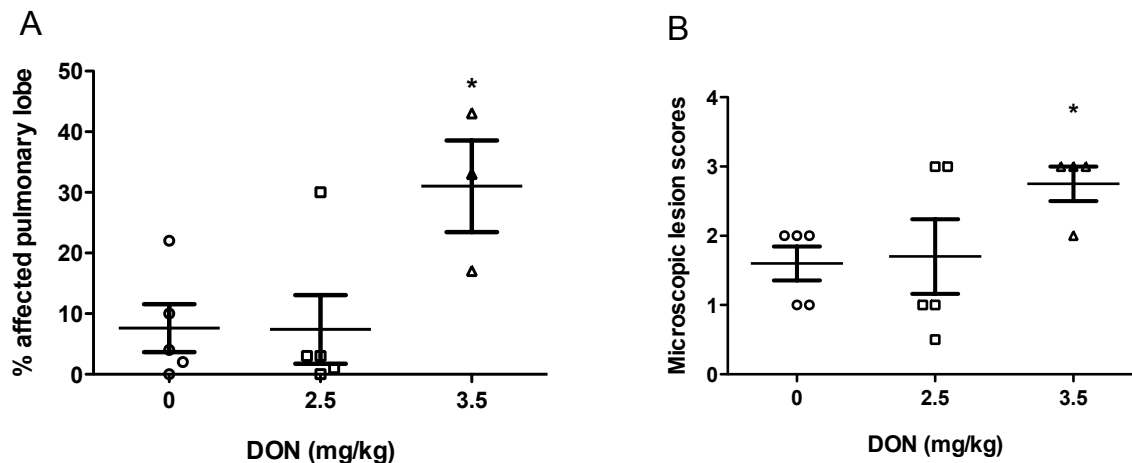 A
% affected pulmonary lobe
50
40
30
20
10
0
*
0 2.5 3.5
DON (mg/kg)
B
Microscopic lesion scores
4
3
2
1
0
*
0 2.5 3.5
DON (mg/kg)